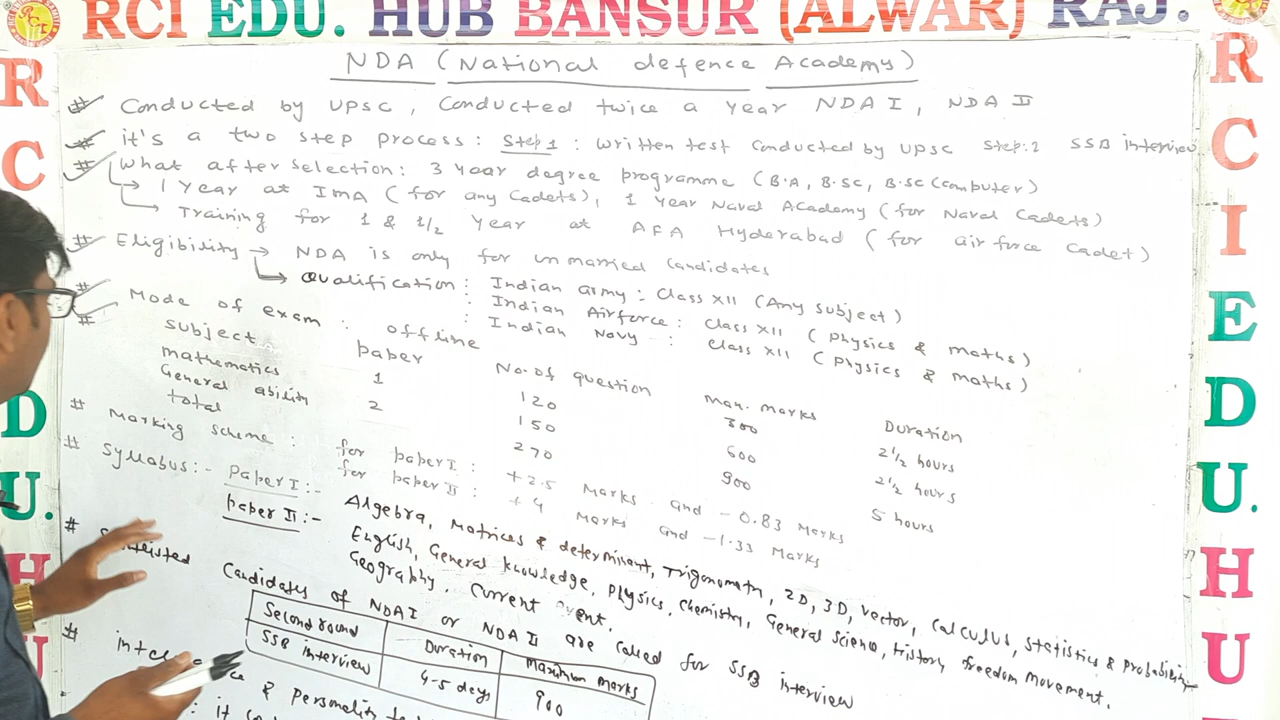 RCI EDU. HUB BANSUR (ALWAR) RAJ.
NDA (National defence Academy)
# Conducted by UPSC, Conducted twice a year NDA I, NDA II
# it's a two step process: Step 1: written test conducted by UPSC Step:2 SSB interview
# What after selection: 3 year degree programme (B.A, B.SC, B.SC (computer)
→ 1 year at IMA (for any Cadets), 1 year Naval Academy (for Naval Cadets)
→ Training for 1 & 1/2 year at AFA Hyderabad (for air force Cadet)
# Eligibility → NDA is only for unmarried Candidates
→ Qualification: Indian army: Class XII (Any subject)
: Indian Airforce: Class XII (Physics & maths)
: Indian Navy : Class XII (Physics & maths)
# Mode of exam: offline
# Subject paper No. of question Max. marks Duration
mathematics 1 120 300 2 1/2 hours
General ability 2 150 600 2 1/2 hours
total 270 900 5 hours
# Marking scheme: for paper I: +2.5 Marks and -0.83 Marks
for paper II: +4 Marks and -1.33 Marks
# Syllabus:- Paper I:- Algebra, Matrices & determinant, Trigonometry, 2D, 3D, Vector, Calculus, Statistics & Probability
paper II:- English, General knowledge, Physics, Chemistry, General Science, History, freedom movement.
Geography, Current event.
# Candidates of NDA I or NDA II are called for SSB interview
Second round Duration Maximum marks
SSB interview 4-5 days 900
# & personality
: it
R
C
I
E
D
U.
H
U
R
C
D
U.
H